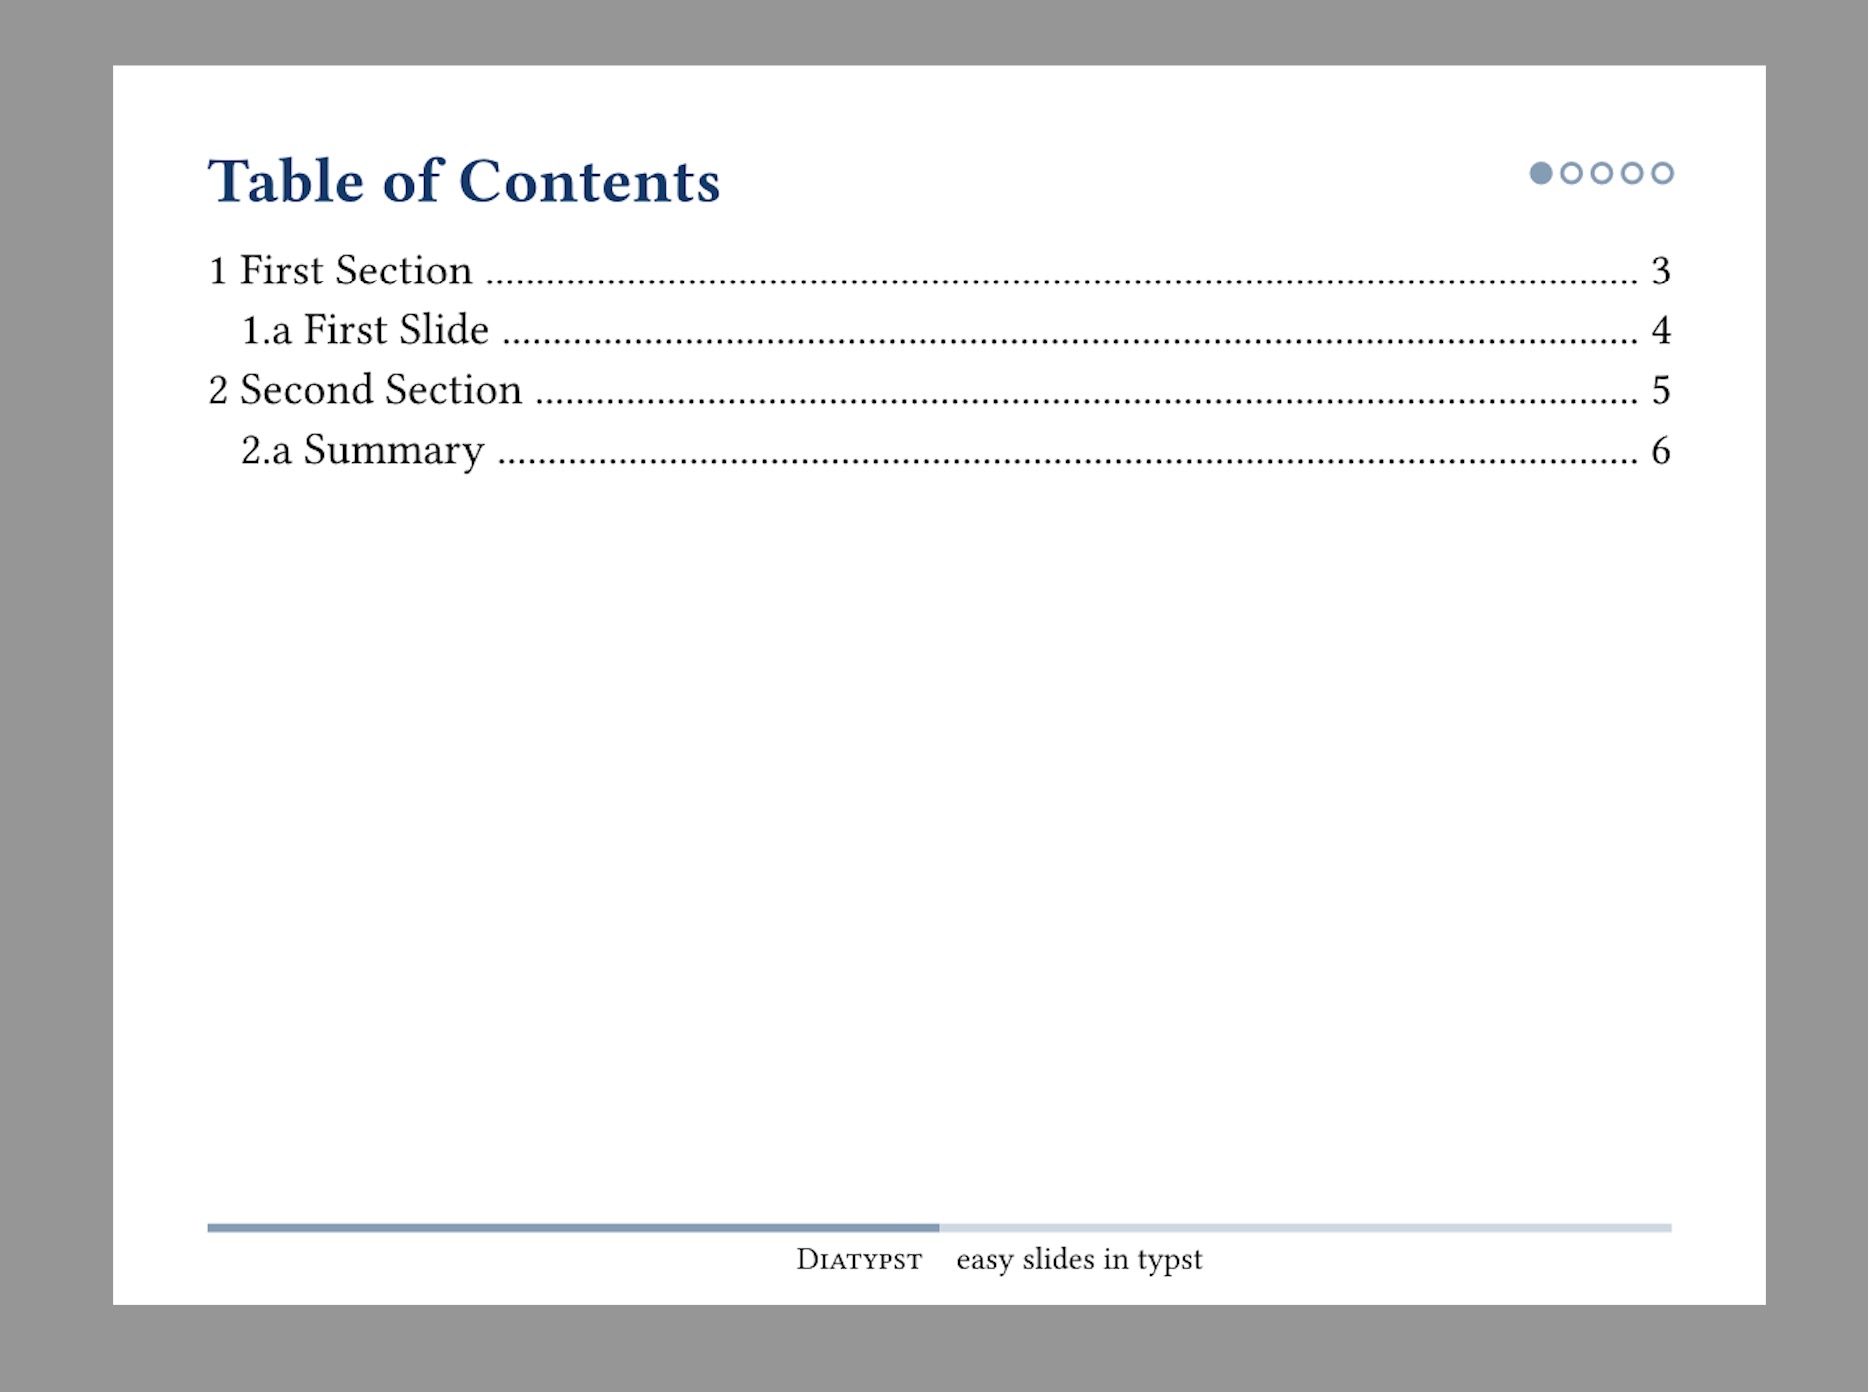 Table of Contents
1 First Section ........................................................................................................................ 3
1.a First Slide ........................................................................................................................ 4
2 Second Section ........................................................................................................................ 5
2.a Summary ........................................................................................................................ 6
DIATYPST easy slides in typst